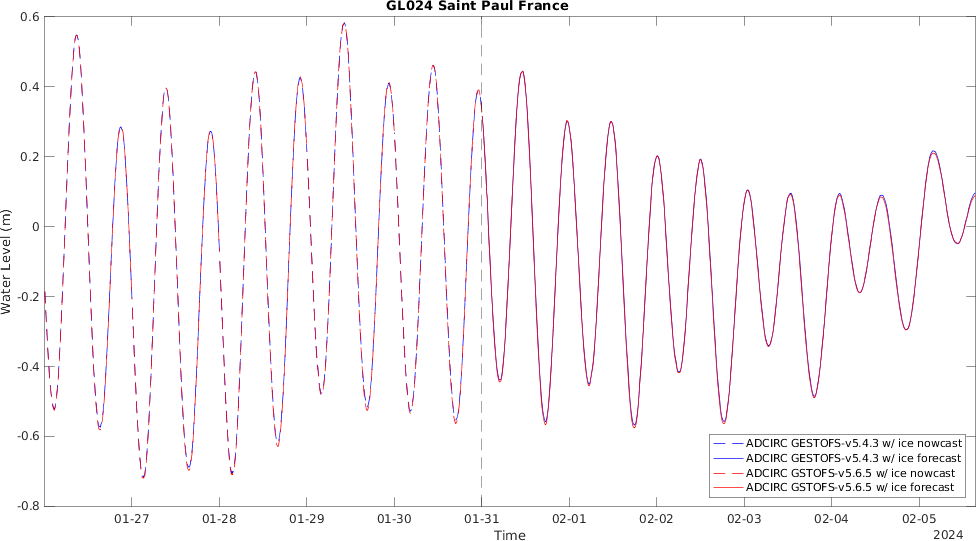 GL024 Saint Paul France
0.6
0.4
0.2
0
-0.2
-0.4
-0.6
-0.8
Water Level (m)
ADCIRC GESTOFS-v5.4.3 w/ ice nowcast
ADCIRC GESTOFS-v5.4.3 w/ ice forecast
ADCIRC GSTOFS-v5.6.5 w/ ice nowcast
ADCIRC GSTOFS-v5.6.5 w/ ice forecast
01-27 01-28 01-29 01-30 01-31 02-01 02-02 02-03 02-04 02-05
Time
2024